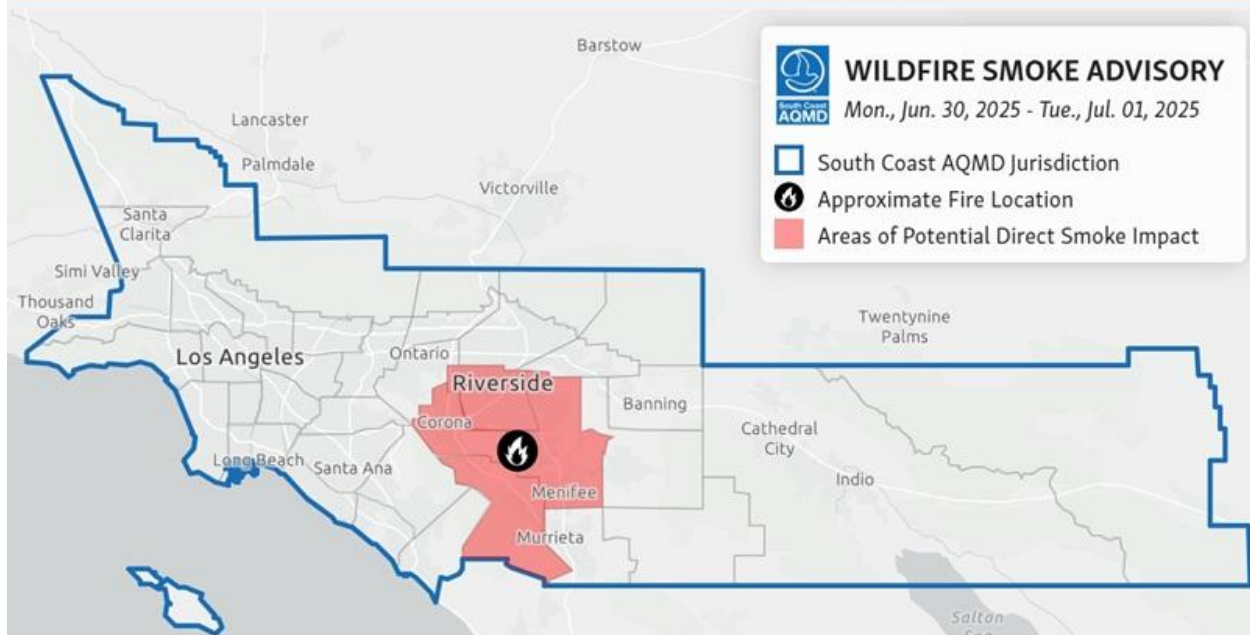 Barstow
Lancaster
Palmdale
Victorville
Santa
Clarita
Simi Valley
Thousand
Oaks
Los Angeles
Ontario
Riverside
Corona
Banning
Long Beach
Santa Ana
Menifee
Murrieta
Twentynine
Palms
Cathedral
City
Indio
Salton
Sea
South Coast
AQMD
WILDFIRE SMOKE ADVISORY
Mon., Jun. 30, 2025 - Tue., Jul. 01, 2025
South Coast AQMD Jurisdiction
Approximate Fire Location
Areas of Potential Direct Smoke Impact